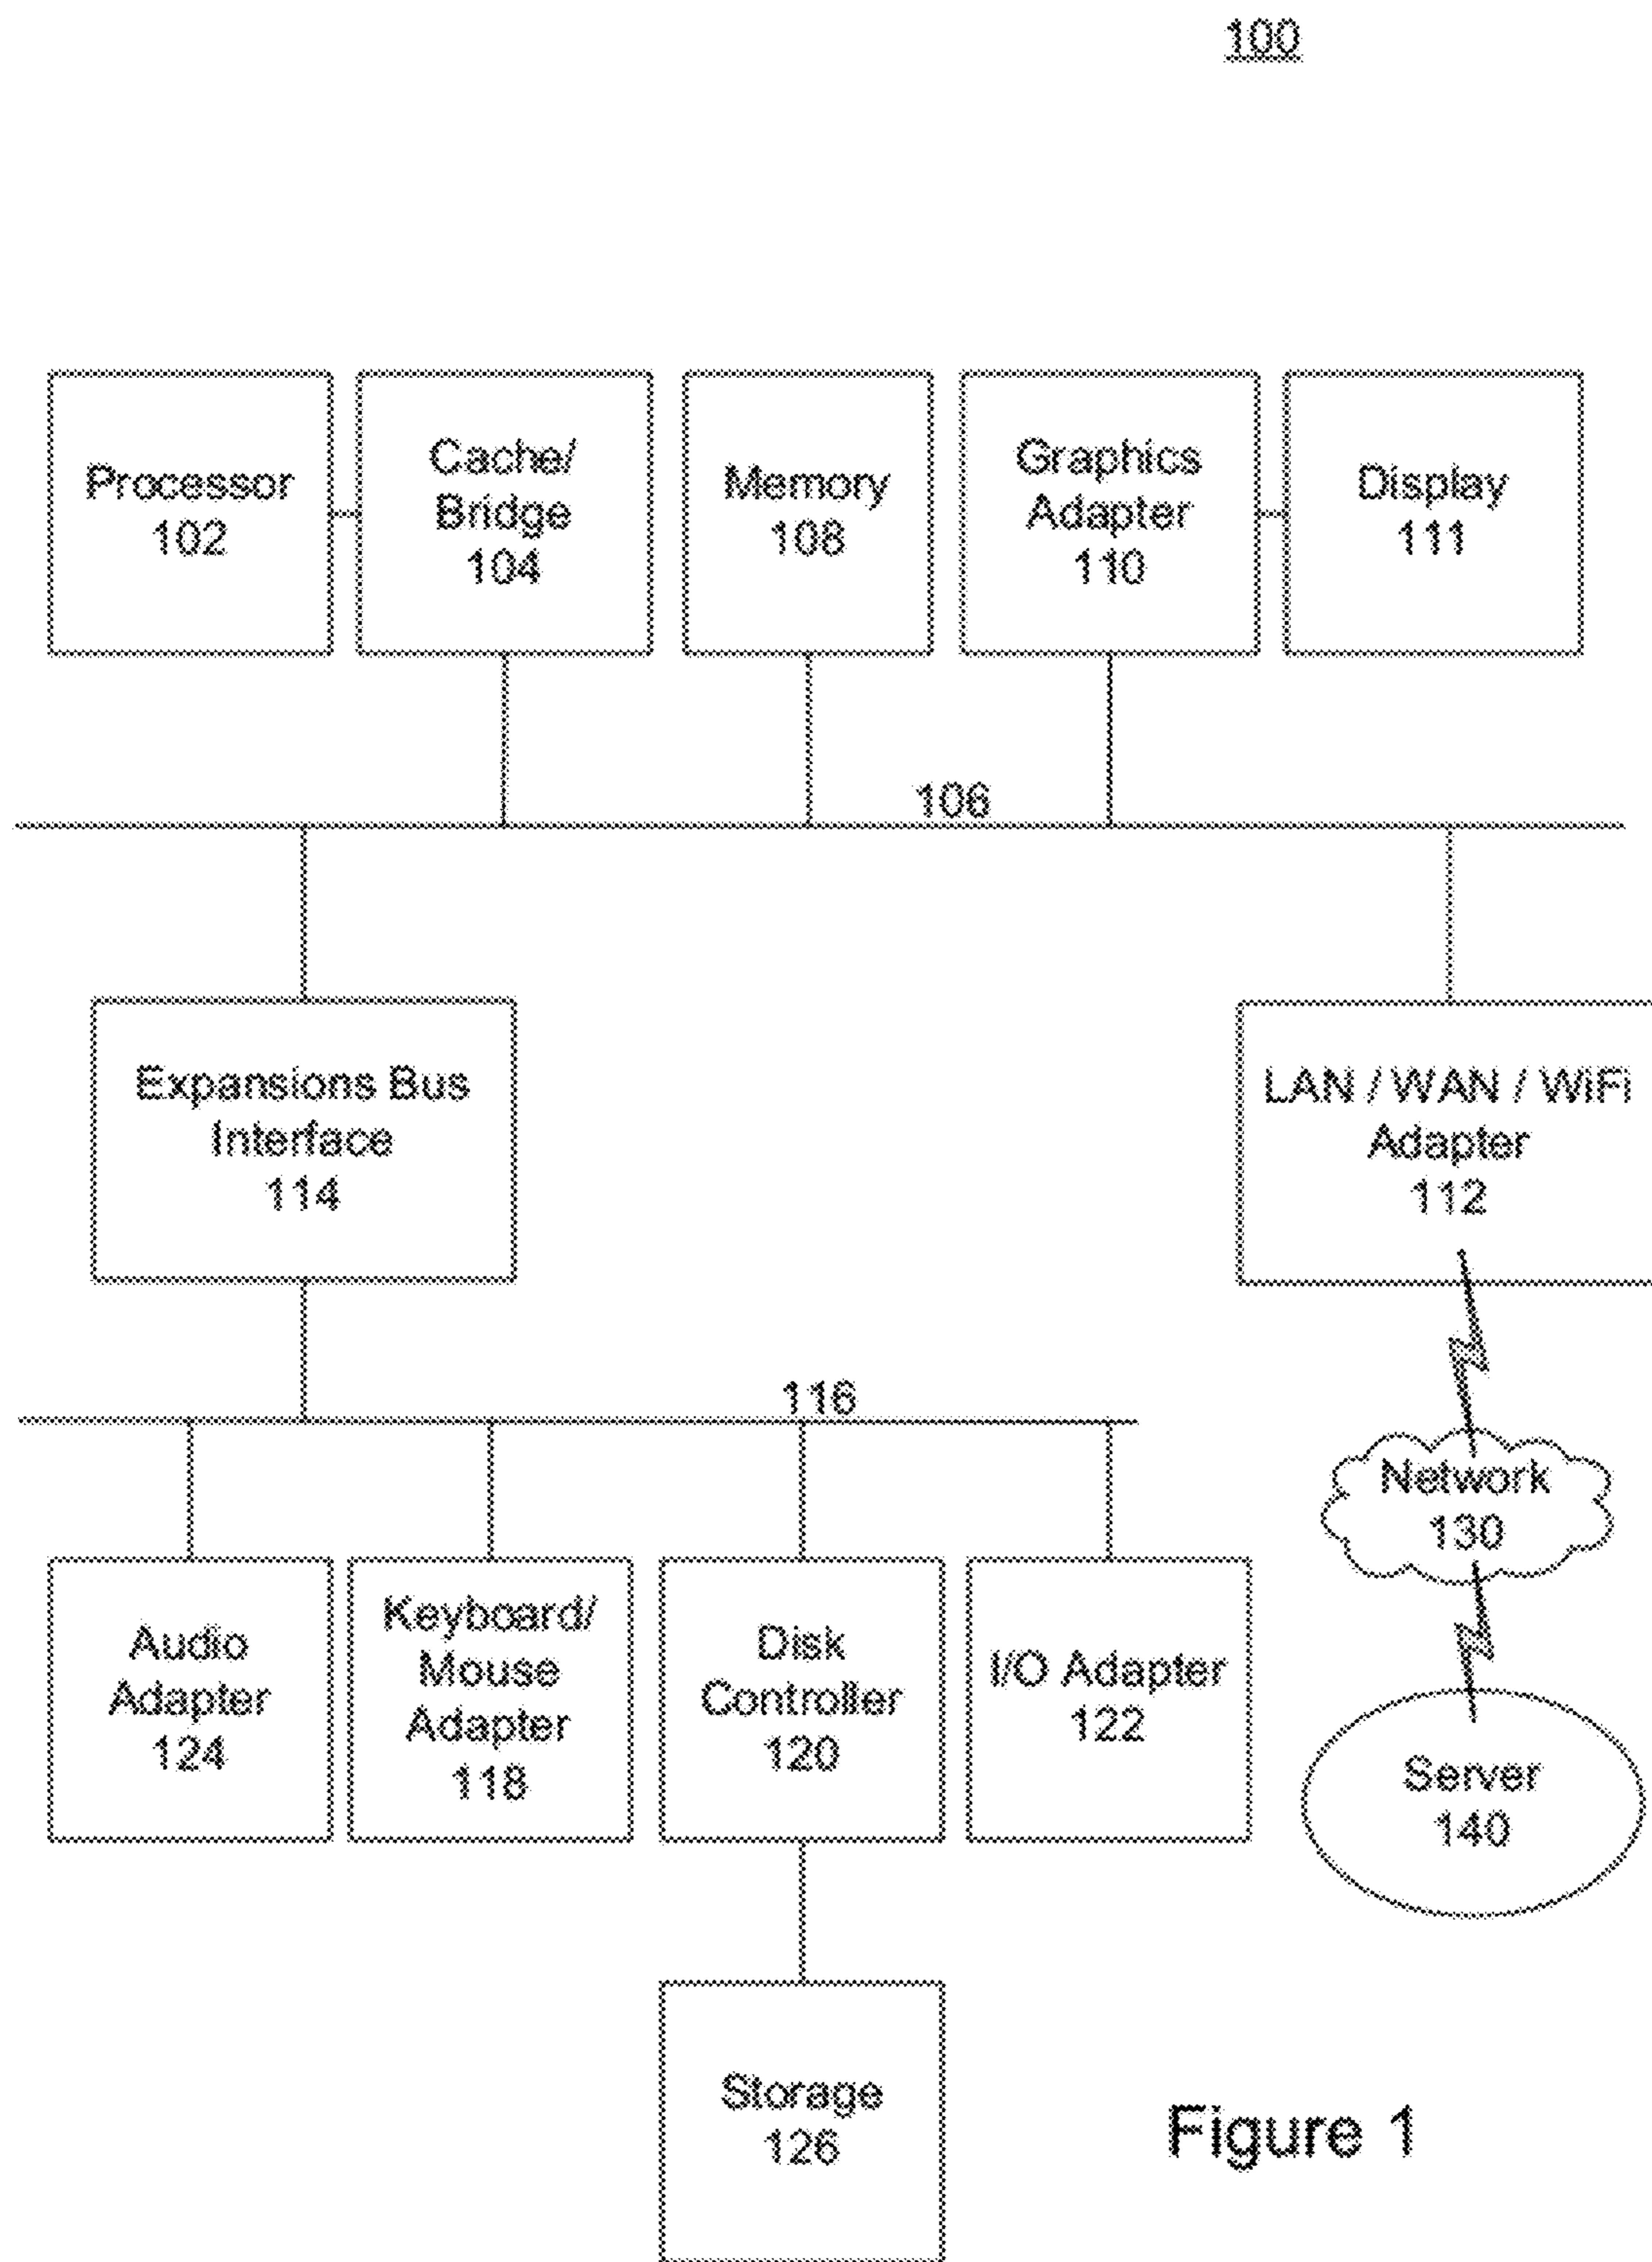 100
Processor
102
Cache/
Bridge
104
Memory
108
Graphics
Adapter
110
Display
111
106
Expansions Bus
Interface
114
LAN / WAN / WiFi
Adapter
112
116
Audio
Adapter
124
Keyboard/
Mouse
Adapter
118
Disk
Controller
120
I/O Adapter
122
Network
130
Server
140
Storage
126
Figure 1